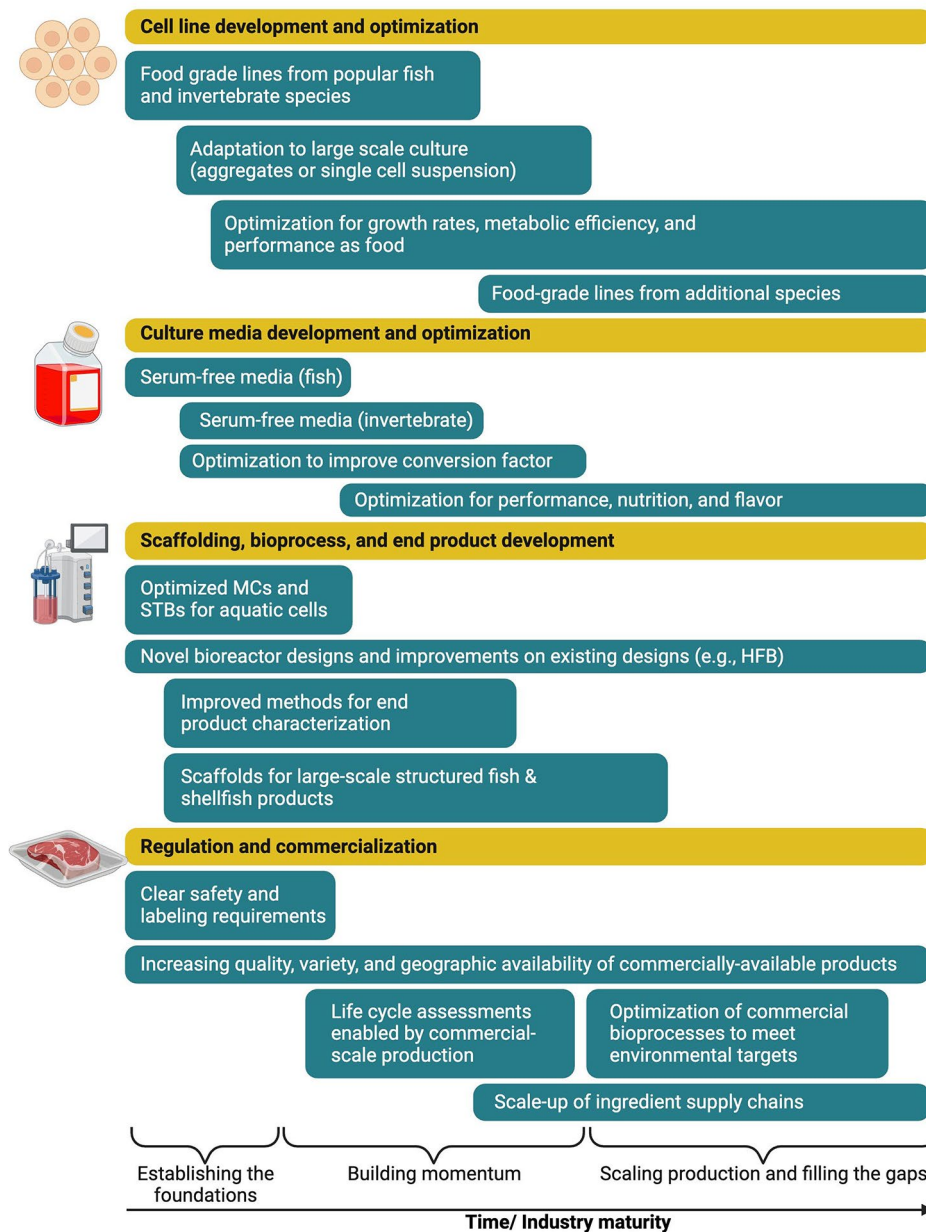 Cell line development and optimization
Food grade lines from popular fish
and invertebrate species
Adaptation to large scale culture
(aggregates or single cell suspension)
Optimization for growth rates, metabolic efficiency, and
performance as food
Food-grade lines from additional species
Culture media development and optimization
Serum-free media (fish)
Serum-free media (invertebrate)
Optimization to improve conversion factor
Optimization for performance, nutrition, and flavor
Scaffolding, bioprocess, and end product development
Optimized MCs and
STBs for aquatic cells
Novel bioreactor designs and improvements on existing designs (e.g., HFB)
Improved methods for end
product characterization
Scaffolds for large-scale structured fish &
shellfish products
Regulation and commercialization
Clear safety and
labeling requirements
Increasing quality, variety, and geographic availability of commercially-available products
Life cycle assessments
enabled by commercial-
scale production
Optimization of commercial
bioprocesses to meet
environmental targets
Scale-up of ingredient supply chains
Establishing the
foundations
Building momentum
Scaling production and filling the gaps
Time/ Industry maturity